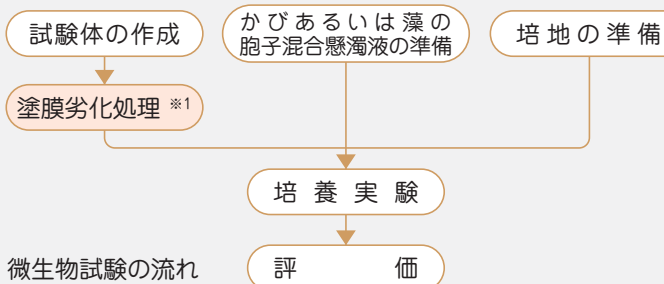 試験体の作成
かびあるいは藻の
胞子混合懸濁液の準備
培地の準備
塗膜劣化処理 ※1
培養実験
微生物試験の流れ
評価